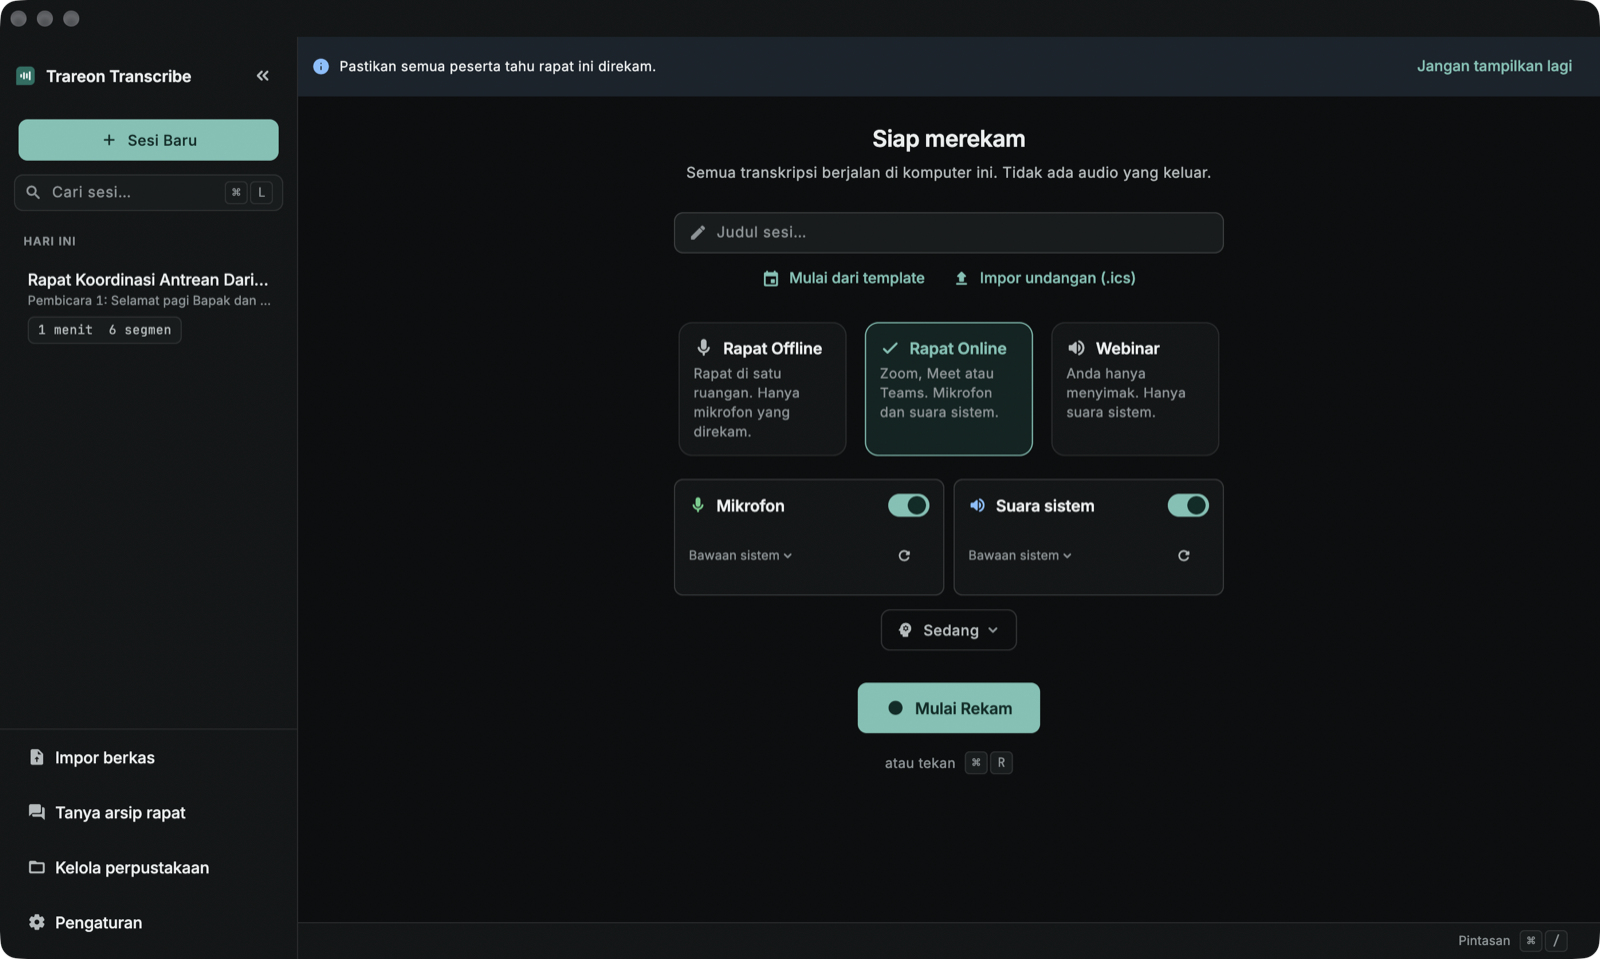 Trareon Transcribe
+ Sesi Baru
Cari sesi... ⌘ L
HARI INI
Rapat Koordinasi Antrean Dari...
Pembicara 1: Selamat pagi Bapak dan ...
1 menit 6 segmen
Impor berkas
Tanya arsip rapat
Kelola perpustakaan
Pengaturan
Pastikan semua peserta tahu rapat ini direkam.
Jangan tampilkan lagi
Siap merekam
Semua transkripsi berjalan di komputer ini. Tidak ada audio yang keluar.
Judul sesi...
Mulai dari template
Impor undangan (.ics)
Rapat Offline
Rapat di satu
ruangan. Hanya
mikrofon yang
direkam.
Rapat Online
Zoom, Meet atau
Teams. Mikrofon
dan suara sistem.
Webinar
Anda hanya
menyimak. Hanya
suara sistem.
Mikrofon
Bawaan sistem
Suara sistem
Bawaan sistem
Sedang
Mulai Rekam
atau tekan ⌘ R
Pintasan ⌘ /